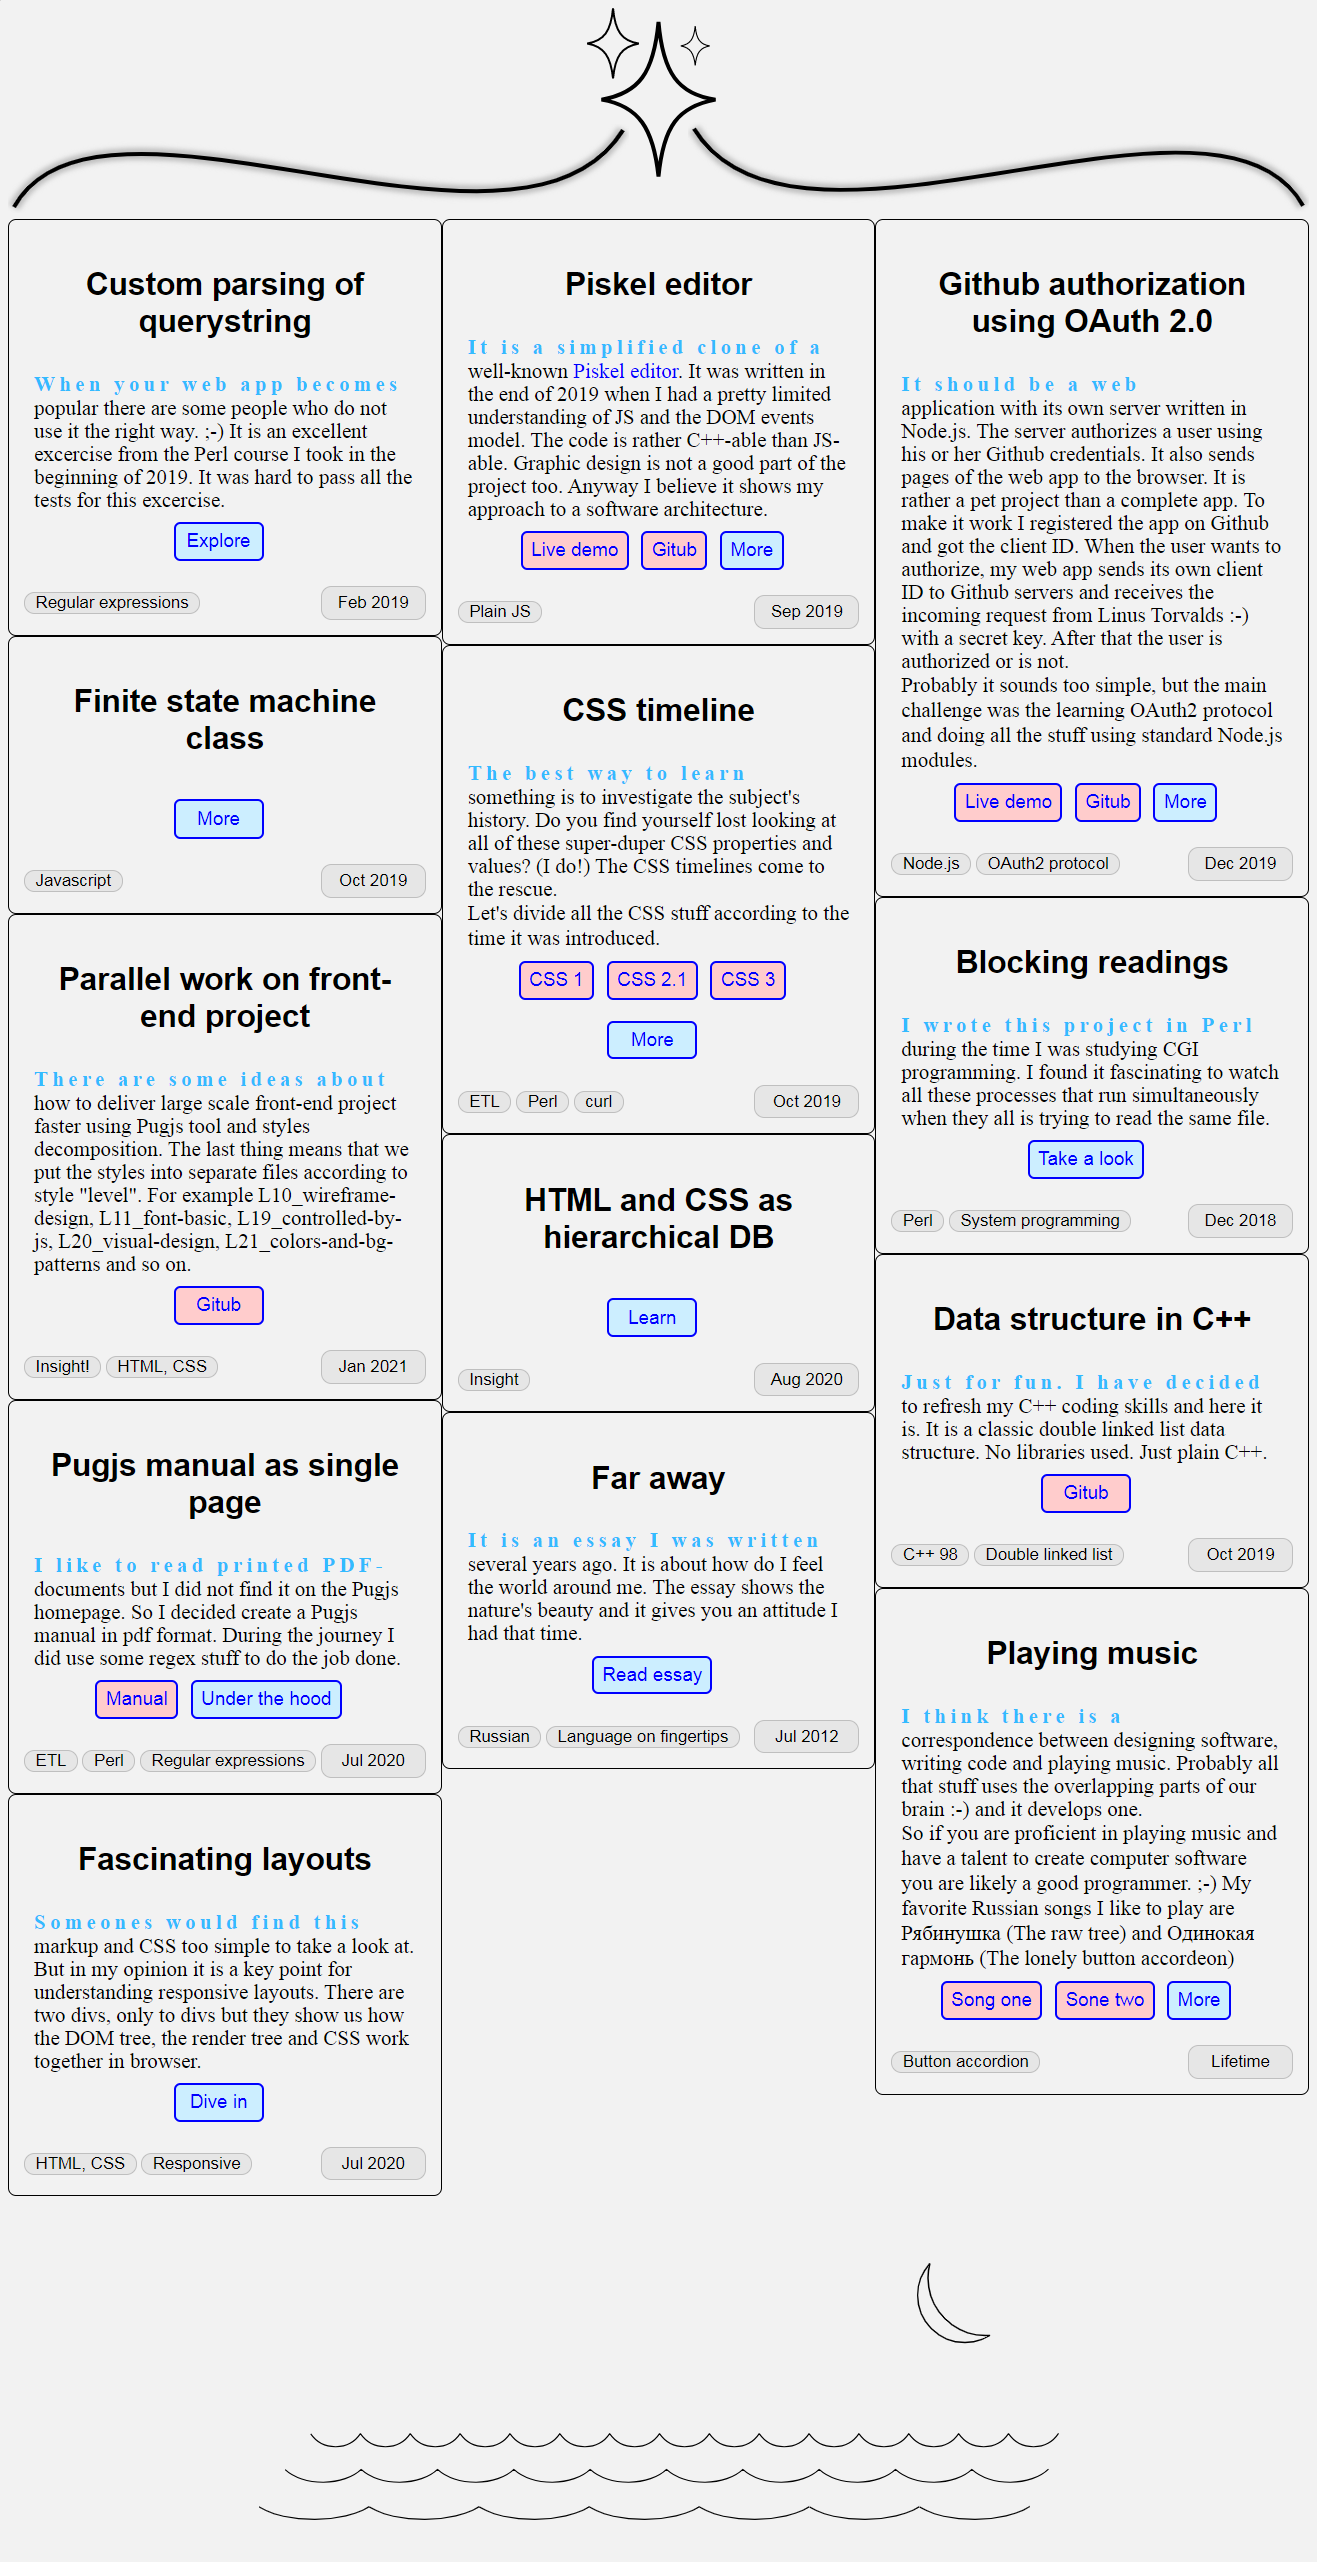 Custom parsing of
querystring
When your web app becomes
popular there are some people who do not
use it the right way. ;-) It is an excellent
excercise from the Perl course I took in the
beginning of 2019. It was hard to pass all the
tests for this excercise.
Explore
Regular expressions
Feb 2019
Finite state machine
class
More
Javascript
Oct 2019
Parallel work on front-
end project
There are some ideas about
how to deliver large scale front-end project
faster using Pugjs tool and styles
decomposition. The last thing means that we
put the styles into separate files according to
style "level". For example L10_wireframe-
design, L11_font-basic, L19_controlled-by-
js, L20_visual-design, L21_colors-and-bg-
patterns and so on.
Gitub
Insight! HTML, CSS
Jan 2021
Pugjs manual as single
page
I like to read printed PDF-
documents but I did not find it on the Pugjs
homepage. So I decided create a Pugjs
manual in pdf format. During the journey I
did use some regex stuff to do the job done.
Manual Under the hood
ETL Perl Regular expressions Jul 2020
Fascinating layouts
Someones would find this
markup and CSS too simple to take a look at.
But in my opinion it is a key point for
understanding responsive layouts. There are
two divs, only to divs but they show us how
the DOM tree, the render tree and CSS work
together in browser.
Dive in
HTML, CSS Responsive
Jul 2020
Piskel editor
It is a simplified clone of a
well-known Piskel editor. It was written in
the end of 2019 when I had a pretty limited
understanding of JS and the DOM events
model. The code is rather C++-able than JS-
able. Graphic design is not a good part of the
project too. Anyway I believe it shows my
approach to a software architecture.
Live demo Gitub More
Plain JS
Sep 2019
CSS timeline
The best way to learn
something is to investigate the subject's
history. Do you find yourself lost looking at
all of these super-duper CSS properties and
values? (I do!) The CSS timelines come to
the rescue.
Let's divide all the CSS stuff according to the
time it was introduced.
CSS 1 CSS 2.1 CSS 3
More
ETL Perl curl
Oct 2019
HTML and CSS as
hierarchical DB
Learn
Insight
Aug 2020
Far away
It is an essay I was written
several years ago. It is about how do I feel
the world around me. The essay shows the
nature's beauty and it gives you an attitude I
had that time.
Read essay
Russian Language on fingertips Jul 2012
Github authorization
using OAuth 2.0
It should be a web
application with its own server written in
Node.js. The server authorizes a user using
his or her Github credentials. It also sends
pages of the web app to the browser. It is
rather a pet project than a complete app. To
make it work I registered the app on Github
and got the client ID. When the user wants to
authorize, my web app sends its own client
ID to Github servers and receives the
incoming request from Linus Torvalds :-)
with a secret key. After that the user is
authorized or is not.
Probably it sounds too simple, but the main
challenge was the learning OAuth2 protocol
and doing all the stuff using standard Node.js
modules.
Live demo Gitub More
Node.js OAuth2 protocol
Dec 2019
Blocking readings
I wrote this project in Perl
during the time I was studying CGI
programming. I found it fascinating to watch
all these processes that run simultaneously
when they all is trying to read the same file.
Take a look
Perl System programming
Dec 2018
Data structure in C++
Just for fun. I have decided
to refresh my C++ coding skills and here it
is. It is a classic double linked list data
structure. No libraries used. Just plain C++.
Gitub
C++ 98 Double linked list
Oct 2019
Playing music
I think there is a
correspondence between designing software,
writing code and playing music. Probably all
that stuff uses the overlapping parts of our
brain :-) and it develops one.
So if you are proficient in playing music and
have a talent to create computer software
you are likely a good programmer. ;-) My
favorite Russian songs I like to play are
Рябинушка (The raw tree) and Одинокая
гармонь (The lonely button accordeon)
Song one Sone two More
Button accordion
Lifetime